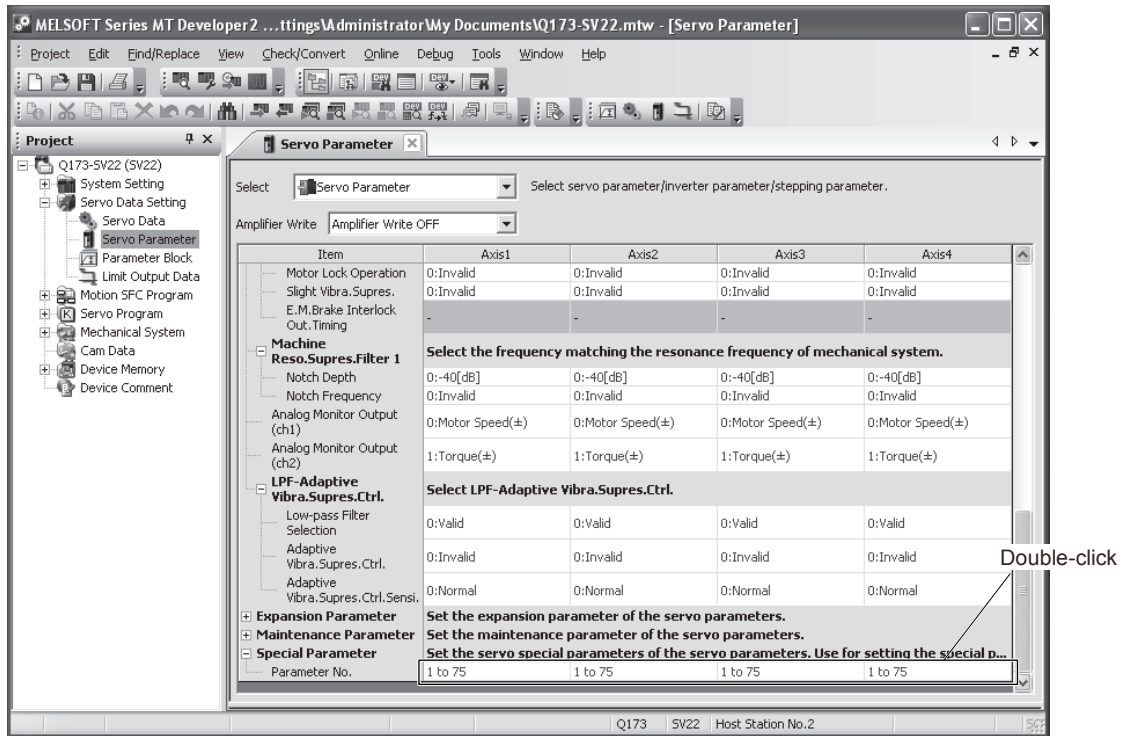 MELSOFT Series MT Developer2 ...ttings\Administrator\My Documents\Q173-SV22.mtw - [Servo Parameter]
Project Edit Find/Replace View Check/Convert Online Debug Tools Window Help
Project
Servo Parameter
Q173-SV22 (SV22)
System Setting
Servo Data Setting
Servo Data
Servo Parameter
Parameter Block
Limit Output Data
Motion SFC Program
Servo Program
Mechanical System
Cam Data
Device Memory
Device Comment
Select Servo Parameter Select servo parameter/inverter parameter/stepping parameter.
Amplifier Write Amplifier Write OFF
Item Axis1 Axis2 Axis3 Axis4
Motor Lock Operation 0:Invalid 0:Invalid 0:Invalid 0:Invalid
Slight Vibra.Supres. 0:Invalid 0:Invalid 0:Invalid 0:Invalid
E.M.Brake Interlock
Out.Timing - - - -
Machine
Reso.Supres.Filter 1 Select the frequency matching the resonance frequency of mechanical system.
Notch Depth 0:-40[dB] 0:-40[dB] 0:-40[dB] 0:-40[dB]
Notch Frequency 0:Invalid 0:Invalid 0:Invalid 0:Invalid
Analog Monitor Output
(ch1) 0:Motor Speed(±) 0:Motor Speed(±) 0:Motor Speed(±) 0:Motor Speed(±)
Analog Monitor Output
(ch2) 1:Torque(±) 1:Torque(±) 1:Torque(±) 1:Torque(±)
LPF-Adaptive
Vibra.Supres.Ctrl. Select LPF-Adaptive Vibra.Supres.Ctrl.
Low-pass Filter
Selection 0:Valid 0:Valid 0:Valid 0:Valid
Adaptive
Vibra.Supres.Ctrl. 0:Invalid 0:Invalid 0:Invalid 0:Invalid
Adaptive
Vibra.Supres.Ctrl.Sensi. 0:Normal 0:Normal 0:Normal 0:Normal
Expansion Parameter Set the expansion parameter of the servo parameters.
Maintenance Parameter Set the maintenance parameter of the servo parameters.
Special Parameter Set the servo special parameters of the servo parameters. Use for setting the special p...
Parameter No. 1 to 75 1 to 75 1 to 75 1 to 75
Double-click
Q173 SV22 Host Station No.2